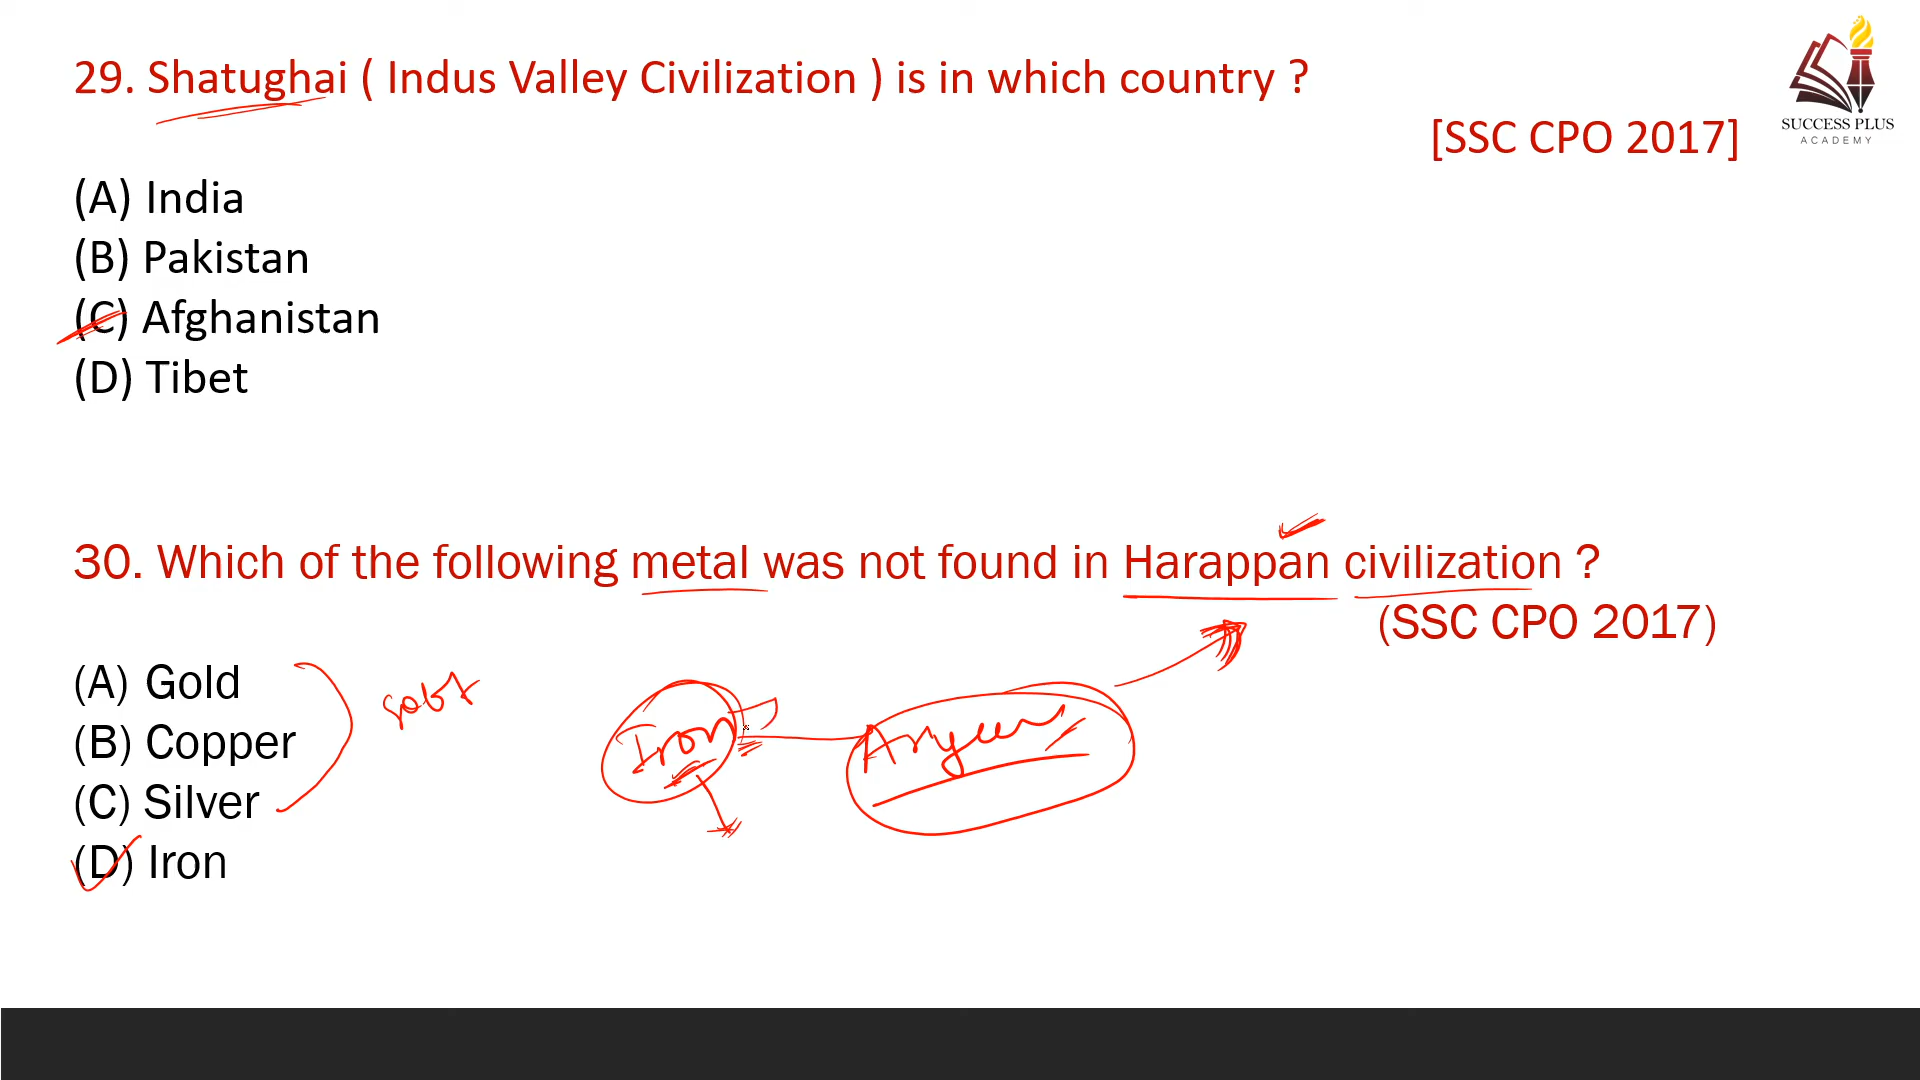 29. Shatughai ( Indus Valley Civilization ) is in which country ?
SUCCESS PLUS
ACADEMY
[SSC CPO 2017]
(A) India
(B) Pakistan
(C) Afghanistan
(D) Tibet
30. Which of the following metal was not found in Harappan civilization ?
(SSC CPO 2017)
(A) Gold
(B) Copper
(C) Silver
(D) Iron
Iron